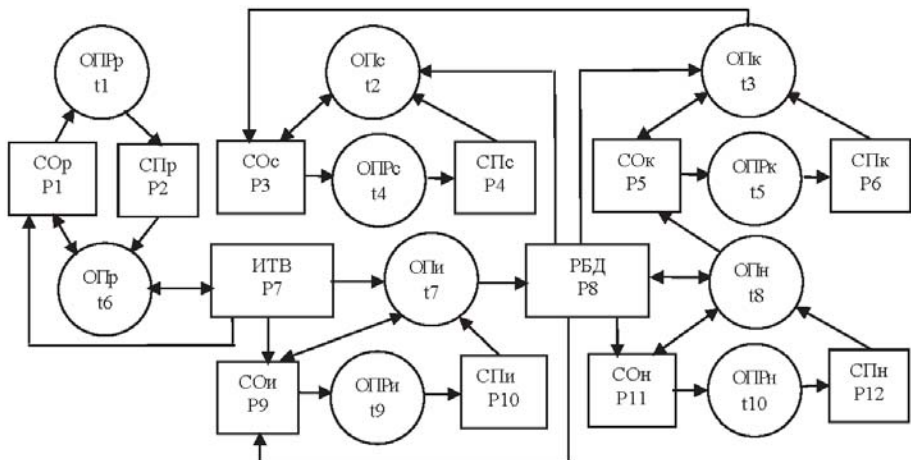 ОПРр
t1
ОПс
t2
ОПк
t3
СОр
P1
СПр
P2
СОс
P3
ОПРс
t4
СПс
P4
СОк
P5
ОПРк
t5
СПк
P6
ОПр
t6
ИТВ
P7
ОПи
t7
РБД
P8
ОПн
t8
СОи
P9
ОПРи
t9
СПи
P10
СОн
P11
ОПРн
t10
СПн
P12